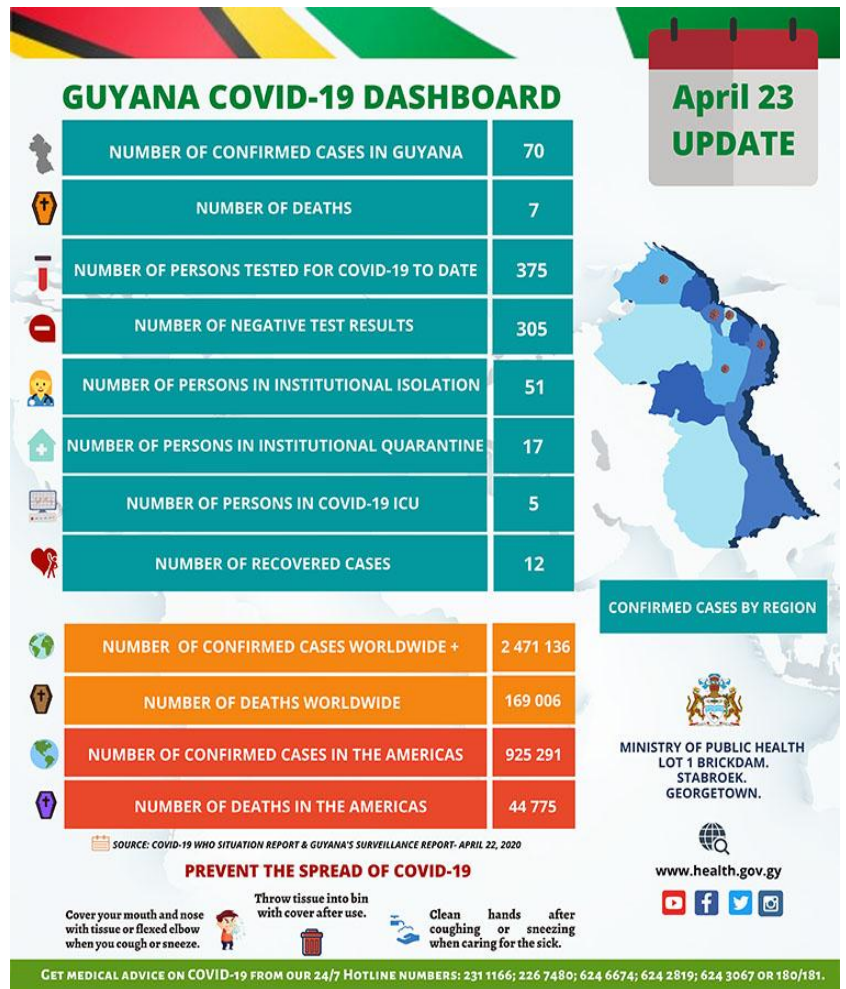 GUYANA COVID-19 DASHBOARD
April 23
UPDATE
NUMBER OF CONFIRMED CASES IN GUYANA 70
NUMBER OF DEATHS 7
NUMBER OF PERSONS TESTED FOR COVID-19 TO DATE 375
NUMBER OF NEGATIVE TEST RESULTS 305
NUMBER OF PERSONS IN INSTITUTIONAL ISOLATION 51
NUMBER OF PERSONS IN INSTITUTIONAL QUARANTINE 17
NUMBER OF PERSONS IN COVID-19 ICU 5
NUMBER OF RECOVERED CASES 12
CONFIRMED CASES BY REGION
NUMBER OF CONFIRMED CASES WORLDWIDE + 2 471 136
NUMBER OF DEATHS WORLDWIDE 169 006
NUMBER OF CONFIRMED CASES IN THE AMERICAS 925 291
NUMBER OF DEATHS IN THE AMERICAS 44 775
MINISTRY OF PUBLIC HEALTH
LOT 1 BRICKDAM.
STABROEK.
GEORGETOWN.
www.health.gov.gy
SOURCE: COVID-19 WHO SITUATION REPORT & GUYANA'S SURVEILLANCE REPORT- APRIL 22, 2020
PREVENT THE SPREAD OF COVID-19
Cover your mouth and nose
with tissue or flexed elbow
when you cough or sneeze.
Throw tissue into bin
with cover after use.
Clean hands after
coughing or sneezing
when caring for the sick.
GET MEDICAL ADVICE ON COVID-19 FROM OUR 24/7 HOTLINE NUMBERS: 231 1166; 226 7480; 624 6674; 624 2819; 624 3067 OR 180/181.